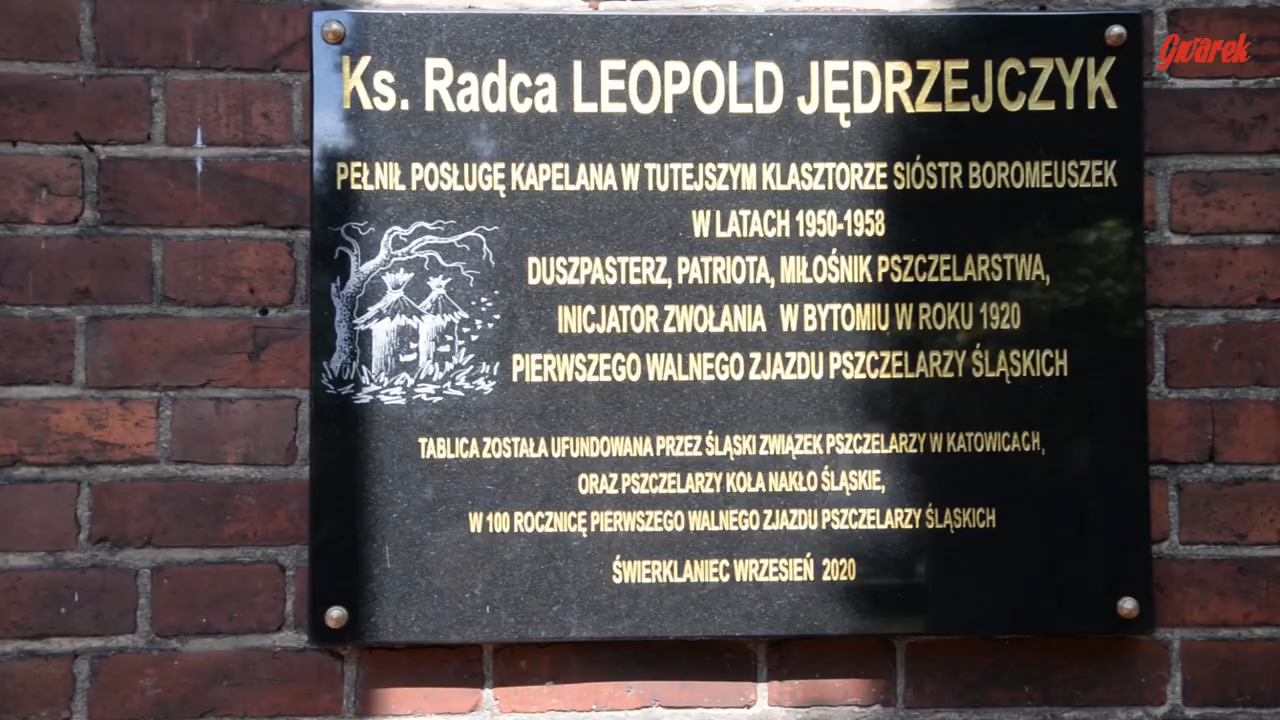 Gwarek
Ks. Radca LEOPOLD JĘDRZEJCZYK
PEŁNIŁ POSŁUGĘ KAPELANA W TUTEJSZYM KLASZTORZE SIÓSTR BOROMEUSZEK
W LATACH 1950-1958
DUSZPASTERZ, PATRIOTA, MIŁOŚNIK PSZCZELARSTWA,
INICJATOR ZWOŁANIA W BYTOMIU W ROKU 1920
PIERWSZEGO WALNEGO ZJAZDU PSZCZELARZY ŚLĄSKICH
TABLICA ZOSTAŁA UFUNDOWANA PRZEZ ŚLĄSKI ZWIĄZEK PSZCZELARZY W KATOWICACH,
ORAZ PSZCZELARZY KOŁA NAKŁO ŚLĄSKIE,
W 100 ROCZNICĘ PIERWSZEGO WALNEGO ZJAZDU PSZCZELARZY ŚLĄSKICH
ŚWIERKLANIEC WRZESIEŃ 2020